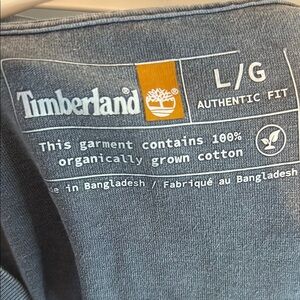 Timberland®
L/G
AUTHENTIC FIT
This garment contains 100%
organically grown cotton
in Bangladesh / Fabriqué au Bangladesh